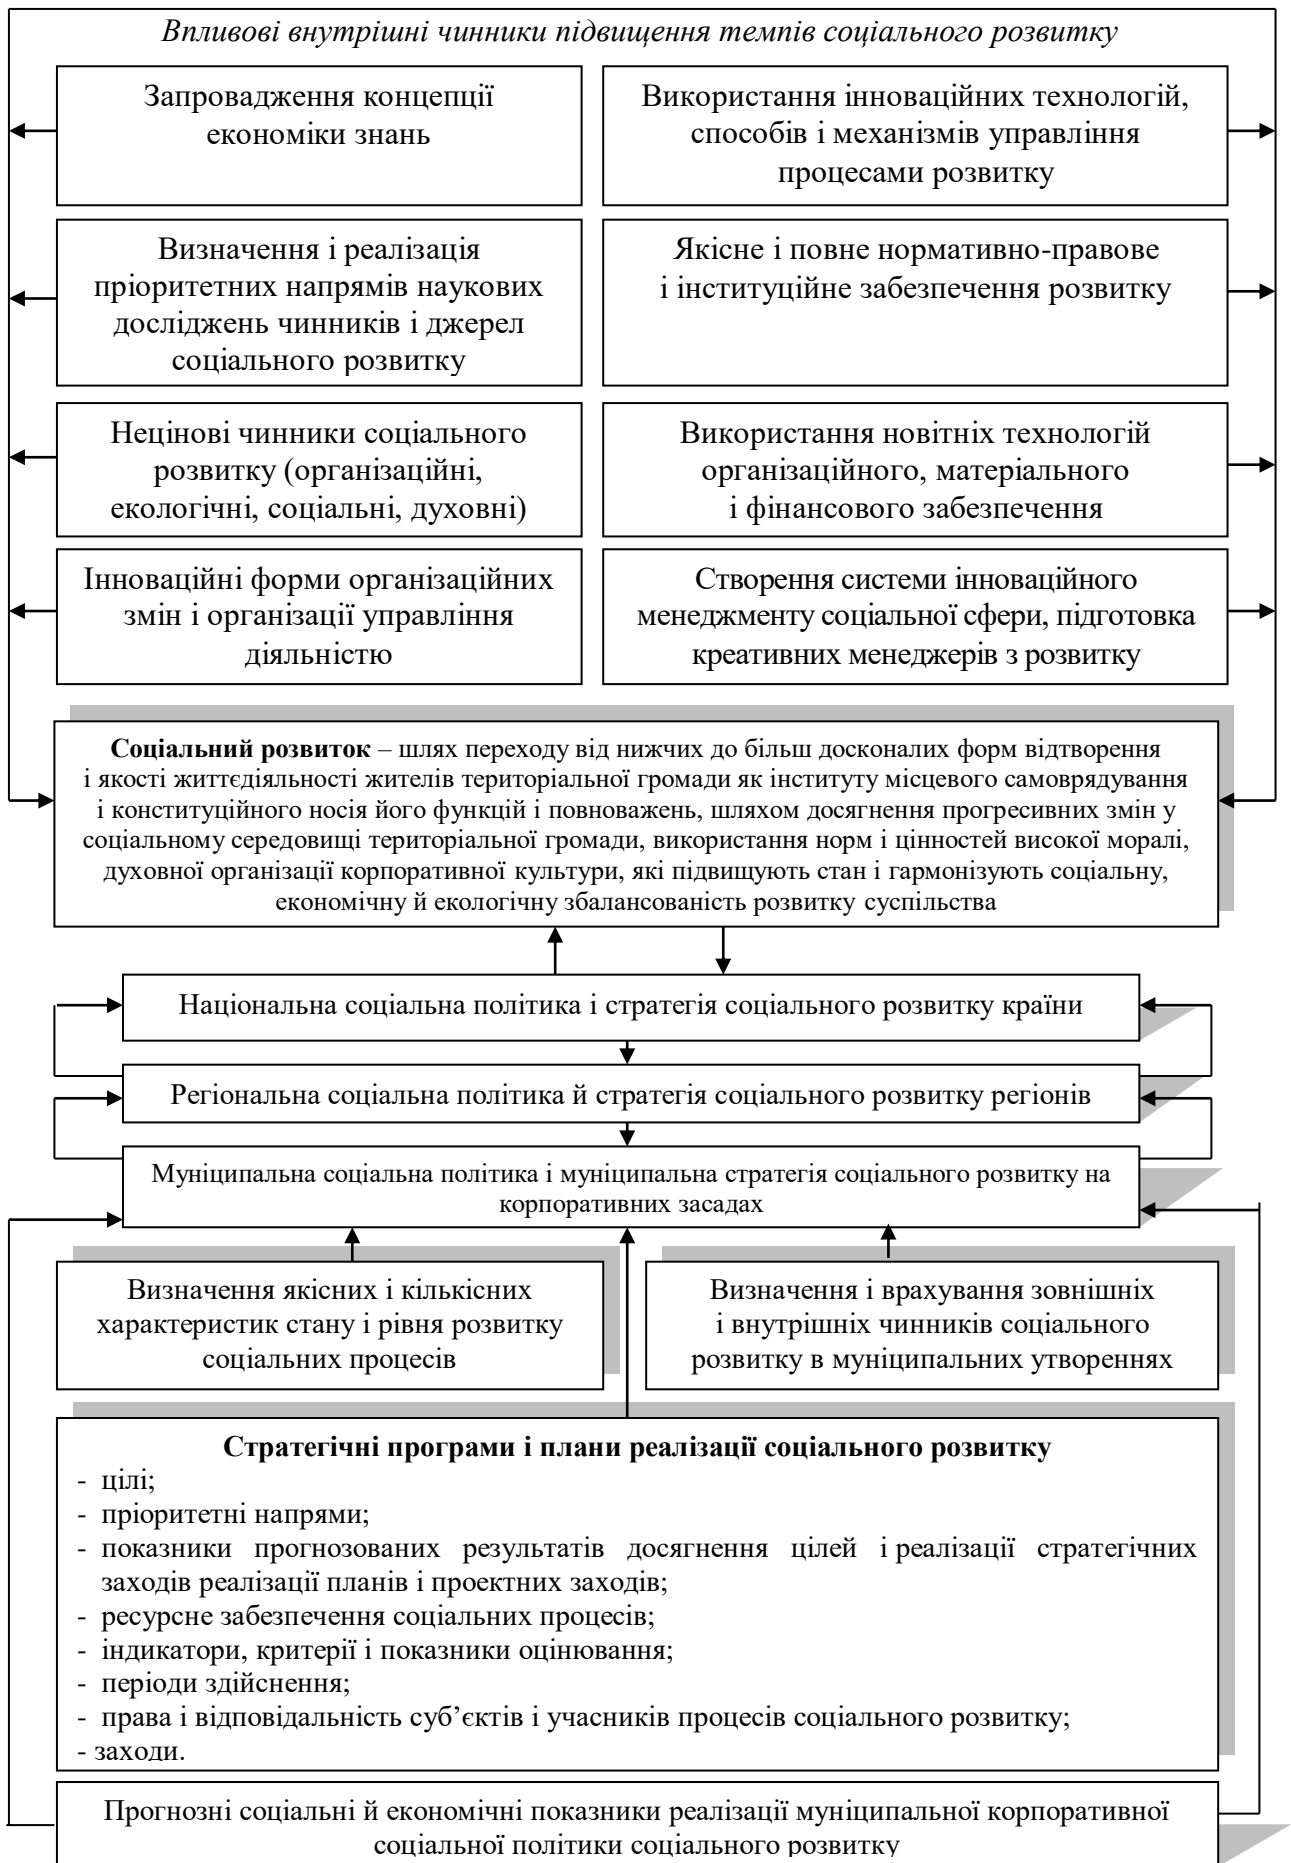 Впливові внутрішні чинники підвищення темпів соціального розвитку
Запровадження концепції
економіки знань
Використання інноваційних технологій,
способів і механізмів управління
процесами розвитку
Визначення і реалізація
пріоритетних напрямів наукових
досліджень чинників і джерел
соціального розвитку
Якісне і повне нормативно-правове
і інституційне забезпечення розвитку
Нецінові чинники соціального
розвитку (організаційні,
екологічні, соціальні, духовні)
Використання новітніх технологій
організаційного, матеріального
і фінансового забезпечення
Інноваційні форми організаційних
змін і організації управління
діяльністю
Створення системи інноваційного
менеджменту соціальної сфери, підготовка
креативних менеджерів з розвитку
Соціальний розвиток – шлях переходу від нижчих до більш досконалих форм відтворення
і якості життєдіяльності жителів територіальної громади як інституту місцевого самоврядування
і конституційного носія його функцій і повноважень, шляхом досягнення прогресивних змін у
соціальному середовищі територіальної громади, використання норм і цінностей високої моралі,
духовної організації корпоративної культури, які підвищують стан і гармонізують соціальну,
економічну й екологічну збалансованість розвитку суспільства
Національна соціальна політика і стратегія соціального розвитку країни
Регіональна соціальна політика й стратегія соціального розвитку регіонів
Муніципальна соціальна політика і муніципальна стратегія соціального розвитку на
корпоративних засадах
Визначення якісних і кількісних
характеристик стану і рівня розвитку
соціальних процесів
Визначення і врахування зовнішніх
і внутрішніх чинників соціального
розвитку в муніципальних утвореннях
Стратегічні програми і плани реалізації соціального розвитку
- цілі;
- пріоритетні напрями;
- показники прогнозованих результатів досягнення цілей і реалізації стратегічних
заходів реалізації планів і проектних заходів;
- ресурсне забезпечення соціальних процесів;
- індикатори, критерії і показники оцінювання;
- періоди здійснення;
- права і відповідальність суб’єктів і учасників процесів соціального розвитку;
- заходи.
Прогнозні соціальні й економічні показники реалізації муніципальної корпоративної
соціальної політики соціального розвитку